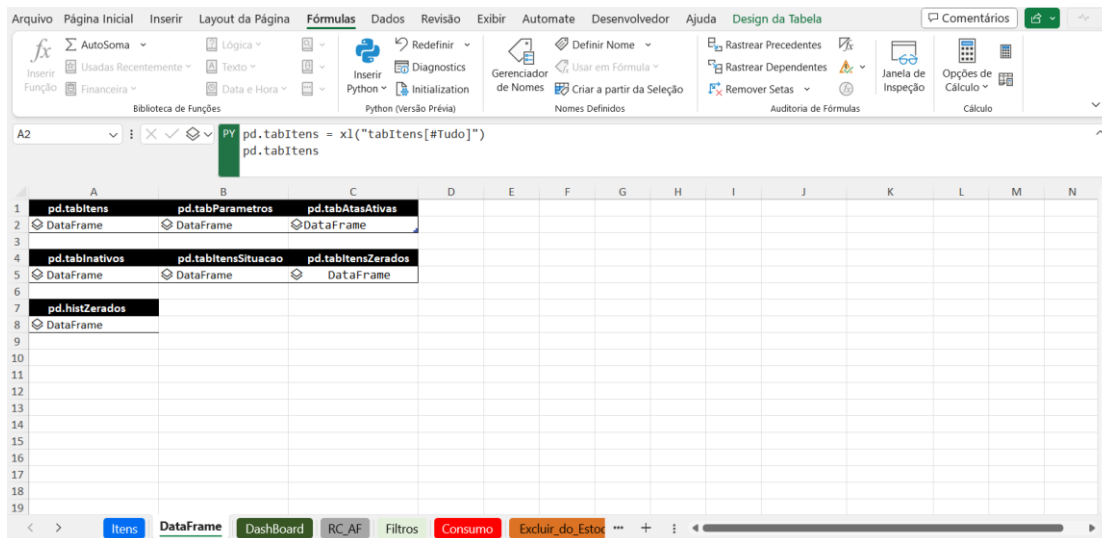 Arquivo Página Inicial Inserir Layout da Página Fórmulas Dados Revisão Exibir Automate Desenvolvedor Ajuda Design da Tabela Comentários
fx Inserir Função
AutoSoma
Usadas Recentemente
Financeira
Lógica
Texto
Data e Hora
Biblioteca de Funções
Inserir Python
Redefinir
Diagnostics
Initialization
Python (Versão Prévia)
Gerenciador de Nomes
Definir Nome
Usar em Fórmula
Criar a partir da Seleção
Nomes Definidos
Rastrear Precedentes
Rastrear Dependentes
Remover Setas
fx
Auditoria de Fórmulas
Janela de Inspeção
Opções de Cálculo
Cálculo
A2 PY pd.tabItens = xl("tabItens[#Tudo]")
pd.tabItens
A B C D E F G H I J K L M N
1 pd.tabItens pd.tabParametros pd.tabAtasAtivas
2 DataFrame DataFrame DataFrame
3
4 pd.tabInativos pd.tabItensSituacao pd.tabItensZerados
5 DataFrame DataFrame DataFrame
6
7 pd.histZerados
8 DataFrame
9
10
11
12
13
14
15
16
17
18
19
Itens DataFrame DashBoard RC_AF Filtros Consumo Excluir_do_Estoc ... +